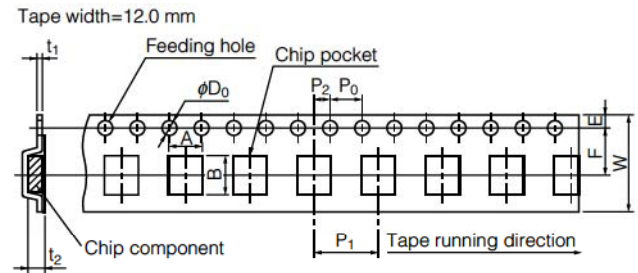 Tape width=12.0 mm
t₁
Feeding hole
Chip pocket
ϕD₀
P₂ P₀
E
A
B
F
W
t₂
Chip component
P₁
Tape running direction